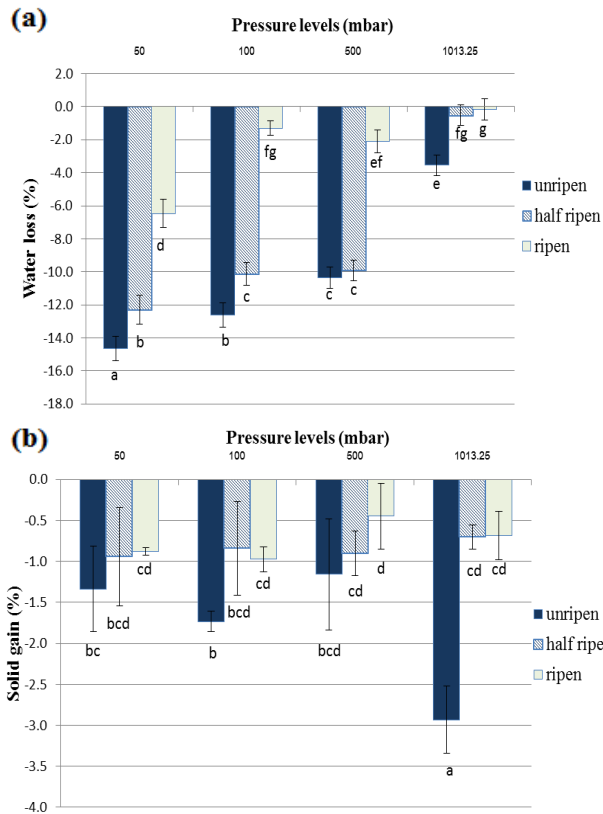 (a)
Pressure levels (mbar)
50 100 500 1013.25
2.0
0.0
-2.0
-4.0
-6.0
-8.0
-10.0
-12.0
-14.0
-16.0
-18.0
Water loss (%)
a b d b c fg c c ef e fg g
unripen
half ripen
ripen
(b)
Pressure levels (mbar)
50 100 500 1013.25
0.0
-0.5
-1.0
-1.5
-2.0
-2.5
-3.0
-3.5
-4.0
Solid gain (%)
bc bcd cd b bcd cd bcd cd d a cd cd
unripen
half ripe
ripen